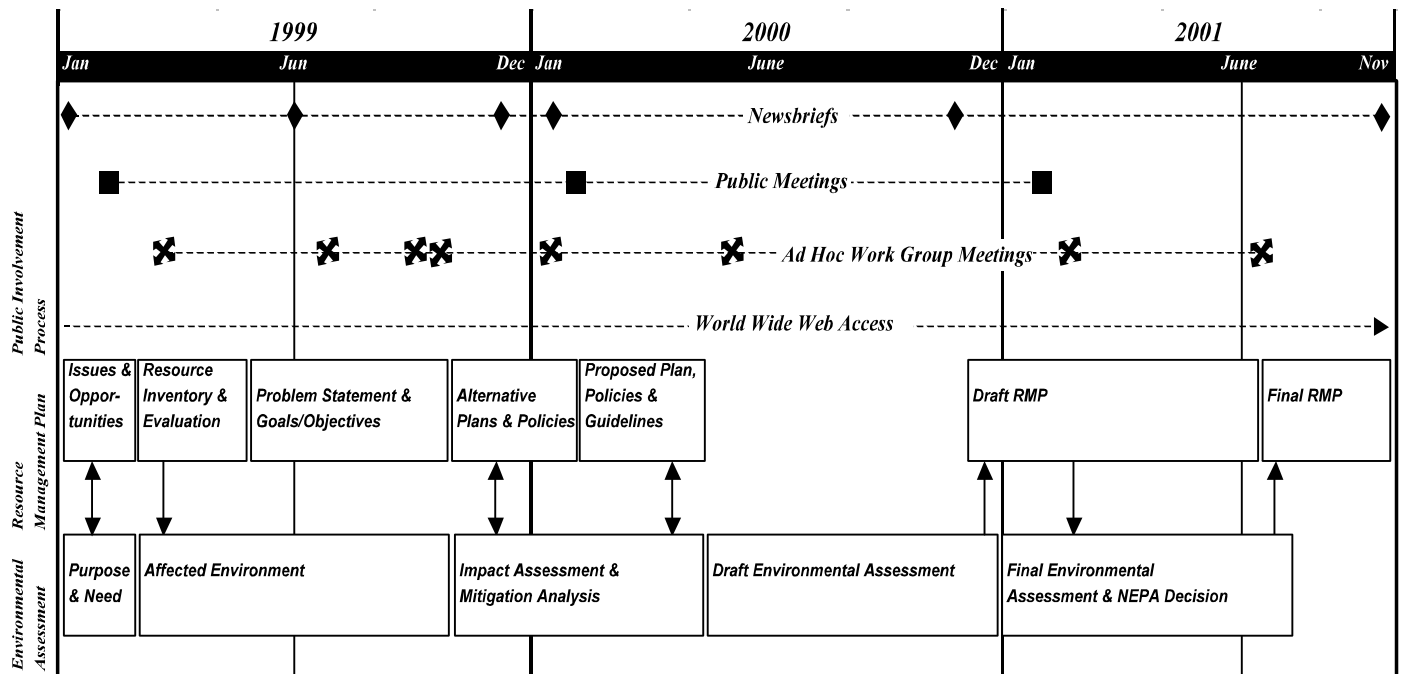 1999 2000 2001
Jan Jun Dec Jan June Dec Jan June Nov
Newsbriefs
Public Meetings
Ad Hoc Work Group Meetings
World Wide Web Access
Public Involvement
Process
Issues &
Oppor-
tunities
Resource
Inventory &
Evaluation
Problem Statement &
Goals/Objectives
Alternative
Plans & Policies
Proposed Plan,
Policies &
Guidelines
Draft RMP
Final RMP
Resource
Management Plan
Purpose
& Need
Affected Environment
Impact Assessment &
Mitigation Analysis
Draft Environmental Assessment
Final Environmental
Assessment & NEPA Decision
Environmental
Assessment